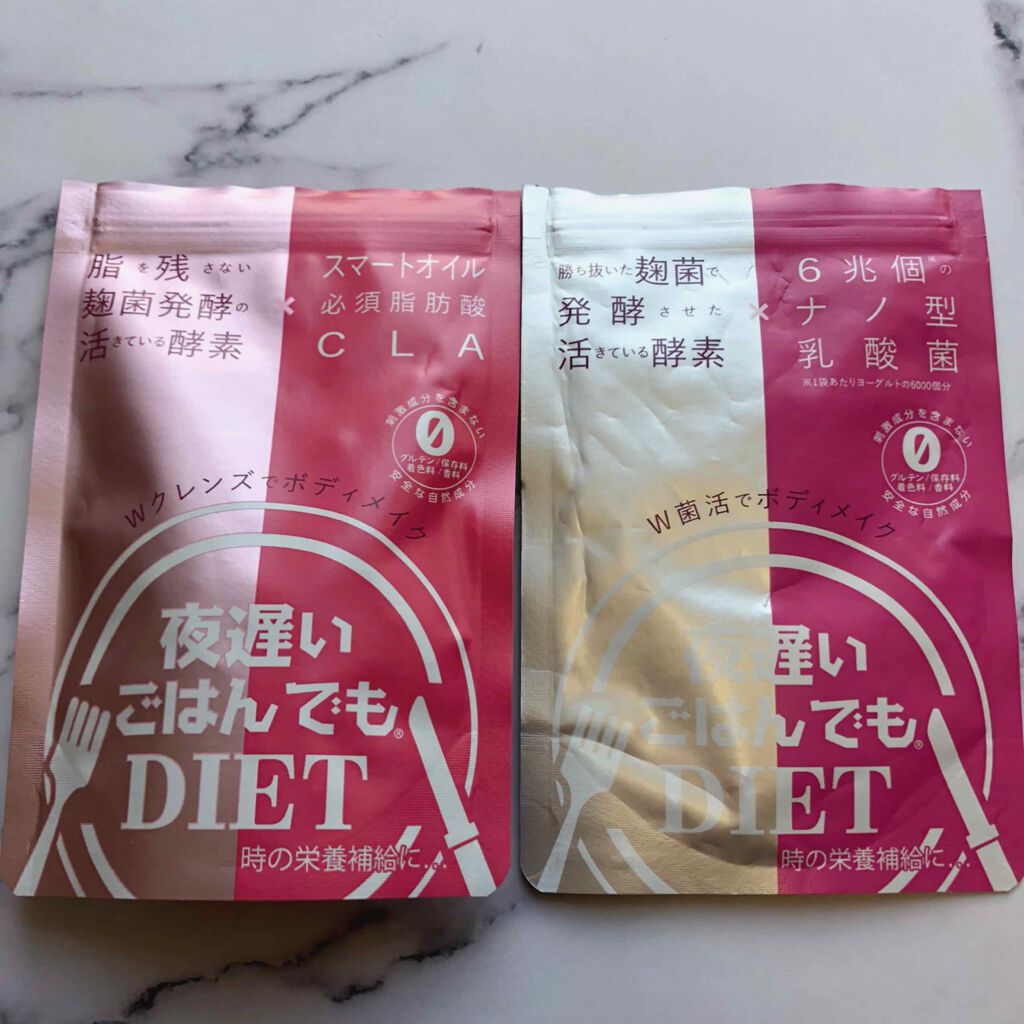 脂を残さない
麹菌発酵の
活きている酵素
×
スマートオイル
必須脂肪酸
CLA
刺激成分を含まない
0
グルテン/保存料
着色料/香料
安全な自然成分
Wクレンズでボディメイク
夜遅い
ごはんでも®
DIET
時の栄養補給に...
勝ち抜いた麹菌で
発酵させた
活きている酵素
×
6兆個の
ナノ型
乳酸菌
※1袋あたりヨーグルトの6000個分
刺激成分を含まない
0
グルテン/保存料
着色料/香料
安全な自然成分
W菌活でボディメイク
夜遅い
ごはんでも®
DIET
時の栄養補給に...